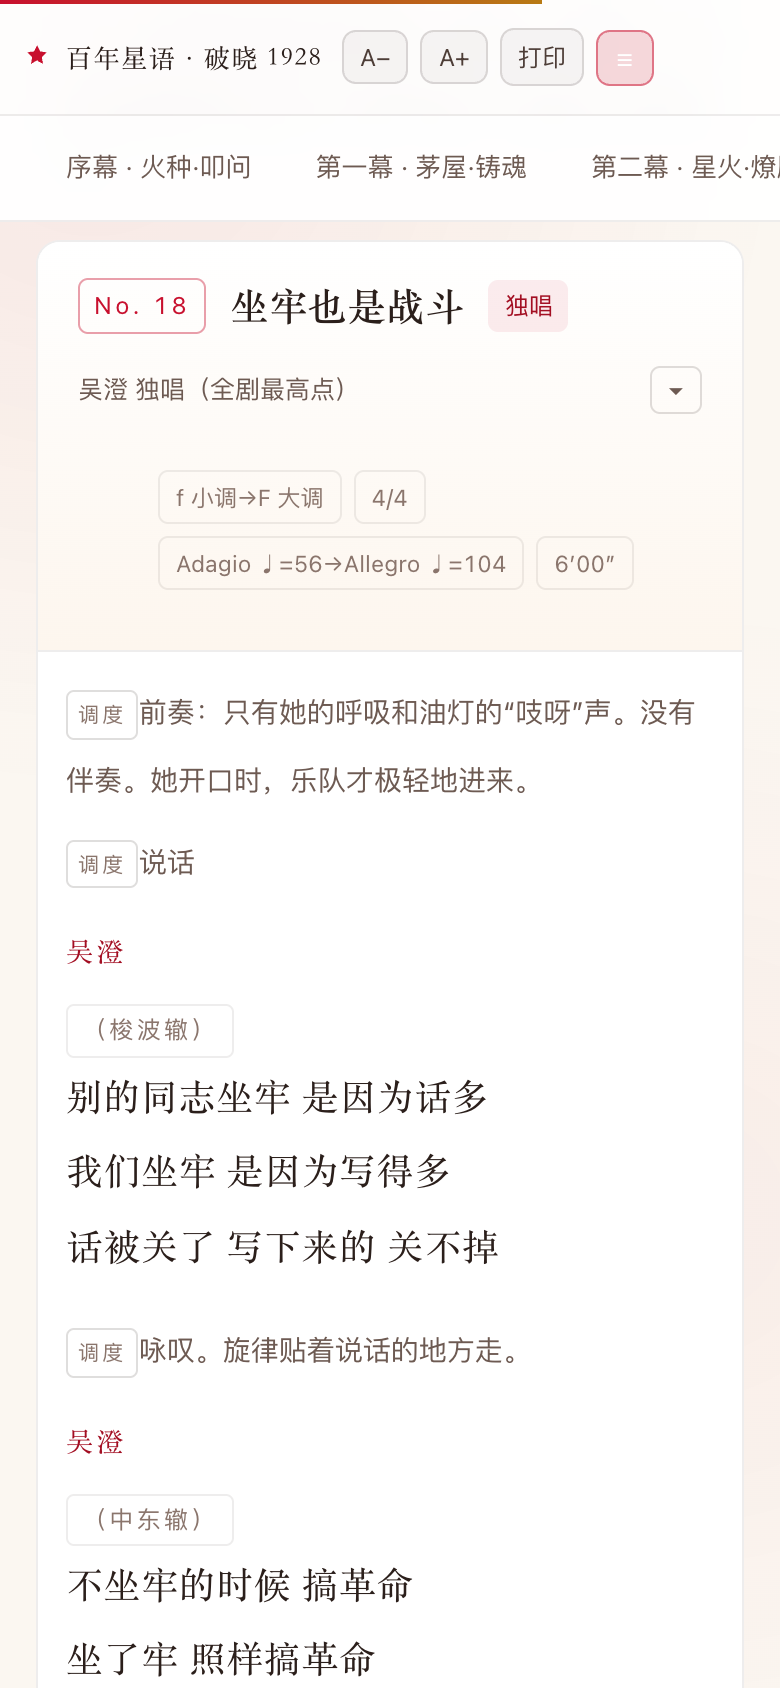 百年星语 · 破晓 1928 A− A+ 打印 ≡
序幕 · 火种·叩问 第一幕 · 茅屋·铸魂 第二幕 · 星火·燎
No. 18 坐牢也是战斗 独唱
吴澄 独唱（全剧最高点）
f 小调→F 大调 4/4
Adagio ♩=56→Allegro ♩=104 6′00″
调度 前奏：只有她的呼吸和油灯的“吱呀”声。没有
伴奏。她开口时，乐队才极轻地进来。
调度 说话
吴澄
（梭波辙）
别的同志坐牢 是因为话多
我们坐牢 是因为写得多
话被关了 写下来的 关不掉
调度 咏叹。旋律贴着说话的地方走。
吴澄
（中东辙）
不坐牢的时候 搞革命
坐了牢 照样搞革命